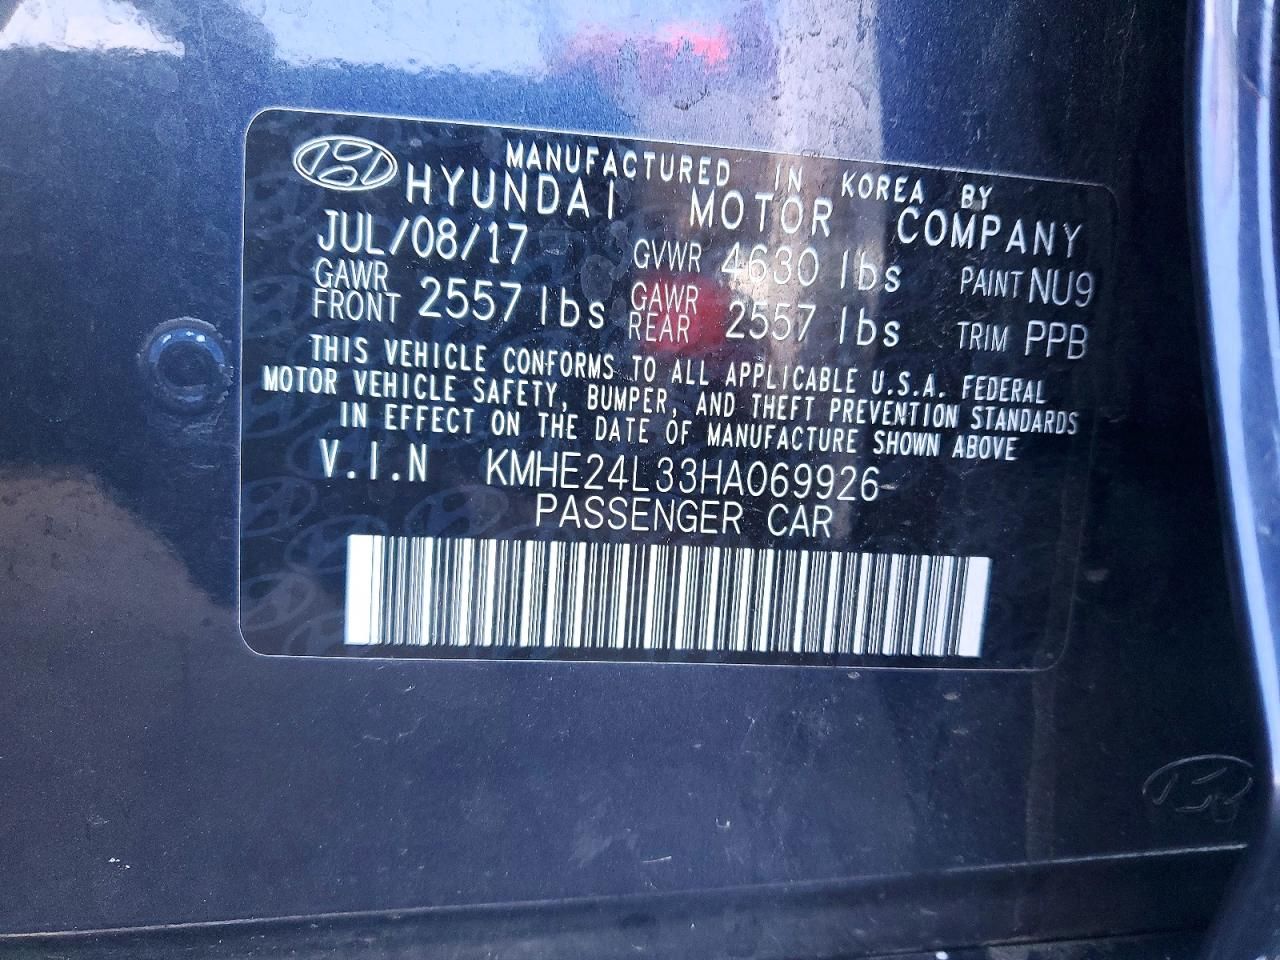 MANUFACTURED IN KOREA BY
HYUNDAI MOTOR COMPANY
JUL/08/17 GVWR 4630 lbs PAINT NU9
GAWR FRONT 2557 lbs GAWR REAR 2557 lbs TRIM PPB
THIS VEHICLE CONFORMS TO ALL APPLICABLE U.S.A. FEDERAL
MOTOR VEHICLE SAFETY, BUMPER, AND THEFT PREVENTION STANDARDS
IN EFFECT ON THE DATE OF MANUFACTURE SHOWN ABOVE
V.I.N KMHE24L33HA069926
PASSENGER CAR